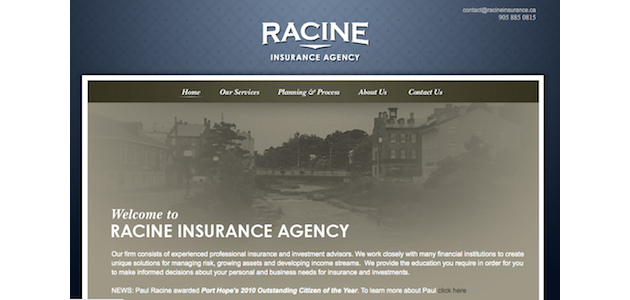 contact@racineinsurance.ca
905 885 0815
RACINE
INSURANCE AGENCY
Home Our Services Planning & Process About Us Contact Us
Welcome to
RACINE INSURANCE AGENCY
Our firm consists of experienced professional insurance and investment advisors. We work closely with many financial institutions to create
unique solutions for managing risk, growing assets and developing income streams. We provide the education you require in order for you
to make informed decisions about your personal and business needs for insurance and investments.
NEWS: Paul Racine awarded Port Hope's 2010 Outstanding Citizen of the Year. To learn more about Paul click here